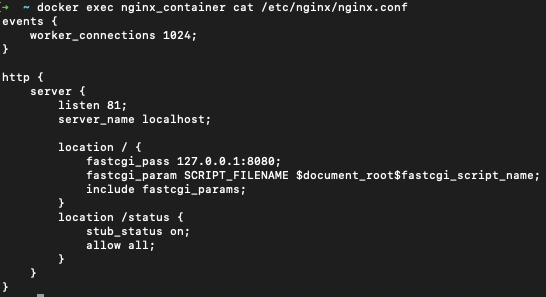 ➜  ~ docker exec nginx_container cat /etc/nginx/nginx.conf
events {
    worker_connections 1024;
}

http {
    server {
        listen 81;
        server_name localhost;

        location / {
            fastcgi_pass 127.0.0.1:8080;
            fastcgi_param SCRIPT_FILENAME $document_root$fastcgi_script_name;
            include fastcgi_params;
        }
        location /status {
            stub_status on;
            allow all;
        }
    }
}